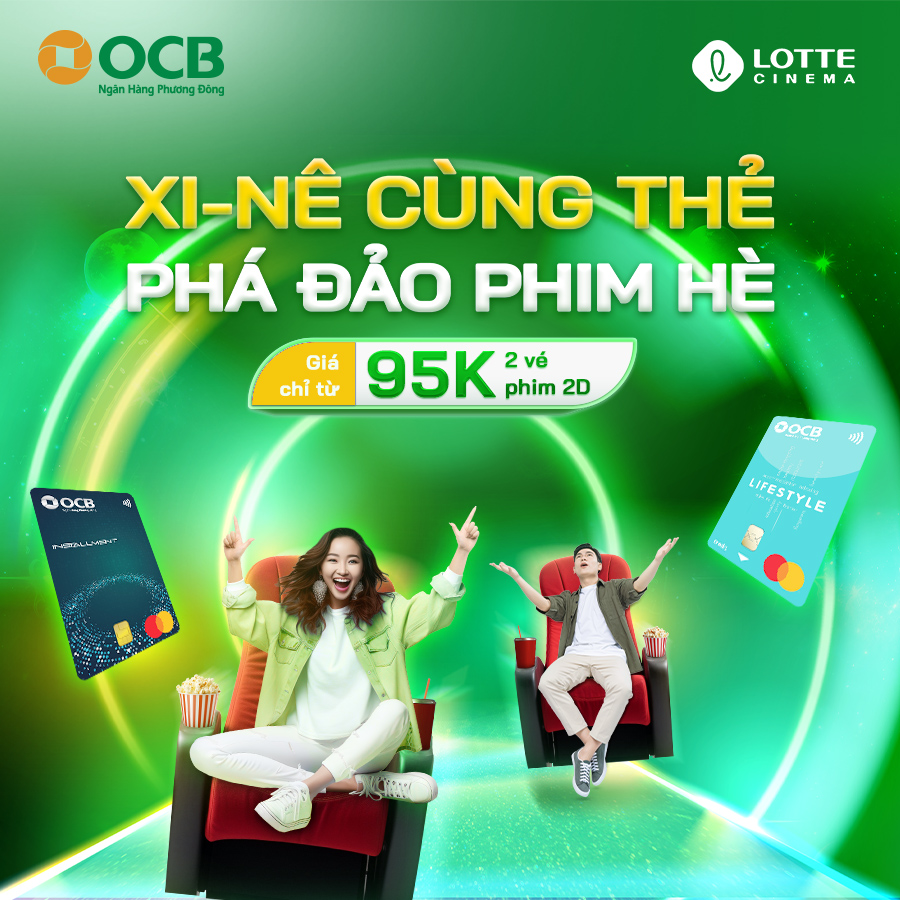 OCB
Ngân Hàng Phương Đông
LOTTE
CINEMA
XI-NÊ CÙNG THẺ
PHÁ ĐẢO PHIM HÈ
Giá
chỉ từ
95K
2 vé
phim 2D
OCB
LIFESTYLE
OCB
INSTALLMENT